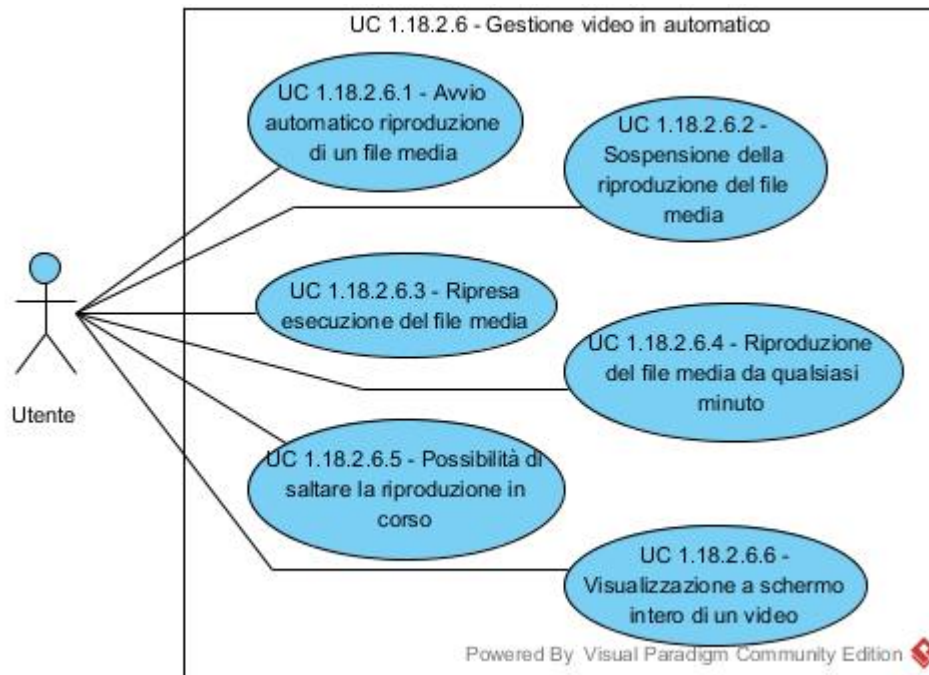 UC 1.18.2.6 - Gestione video in automatico
UC 1.18.2.6.1 - Avvio
automatico riproduzione
di un file media
UC 1.18.2.6.2 -
Sospensione della
riproduzione del file
media
UC 1.18.2.6.3 - Ripresa
esecuzione del file media
UC 1.18.2.6.4 - Riproduzione
del file media da qualsiasi
minuto
Utente
UC 1.18.2.6.5 - Possibilità di
saltare la riproduzione in
corso
UC 1.18.2.6.6 -
Visualizzazione a schermo
intero di un video
Powered By Visual Paradigm Community Edition